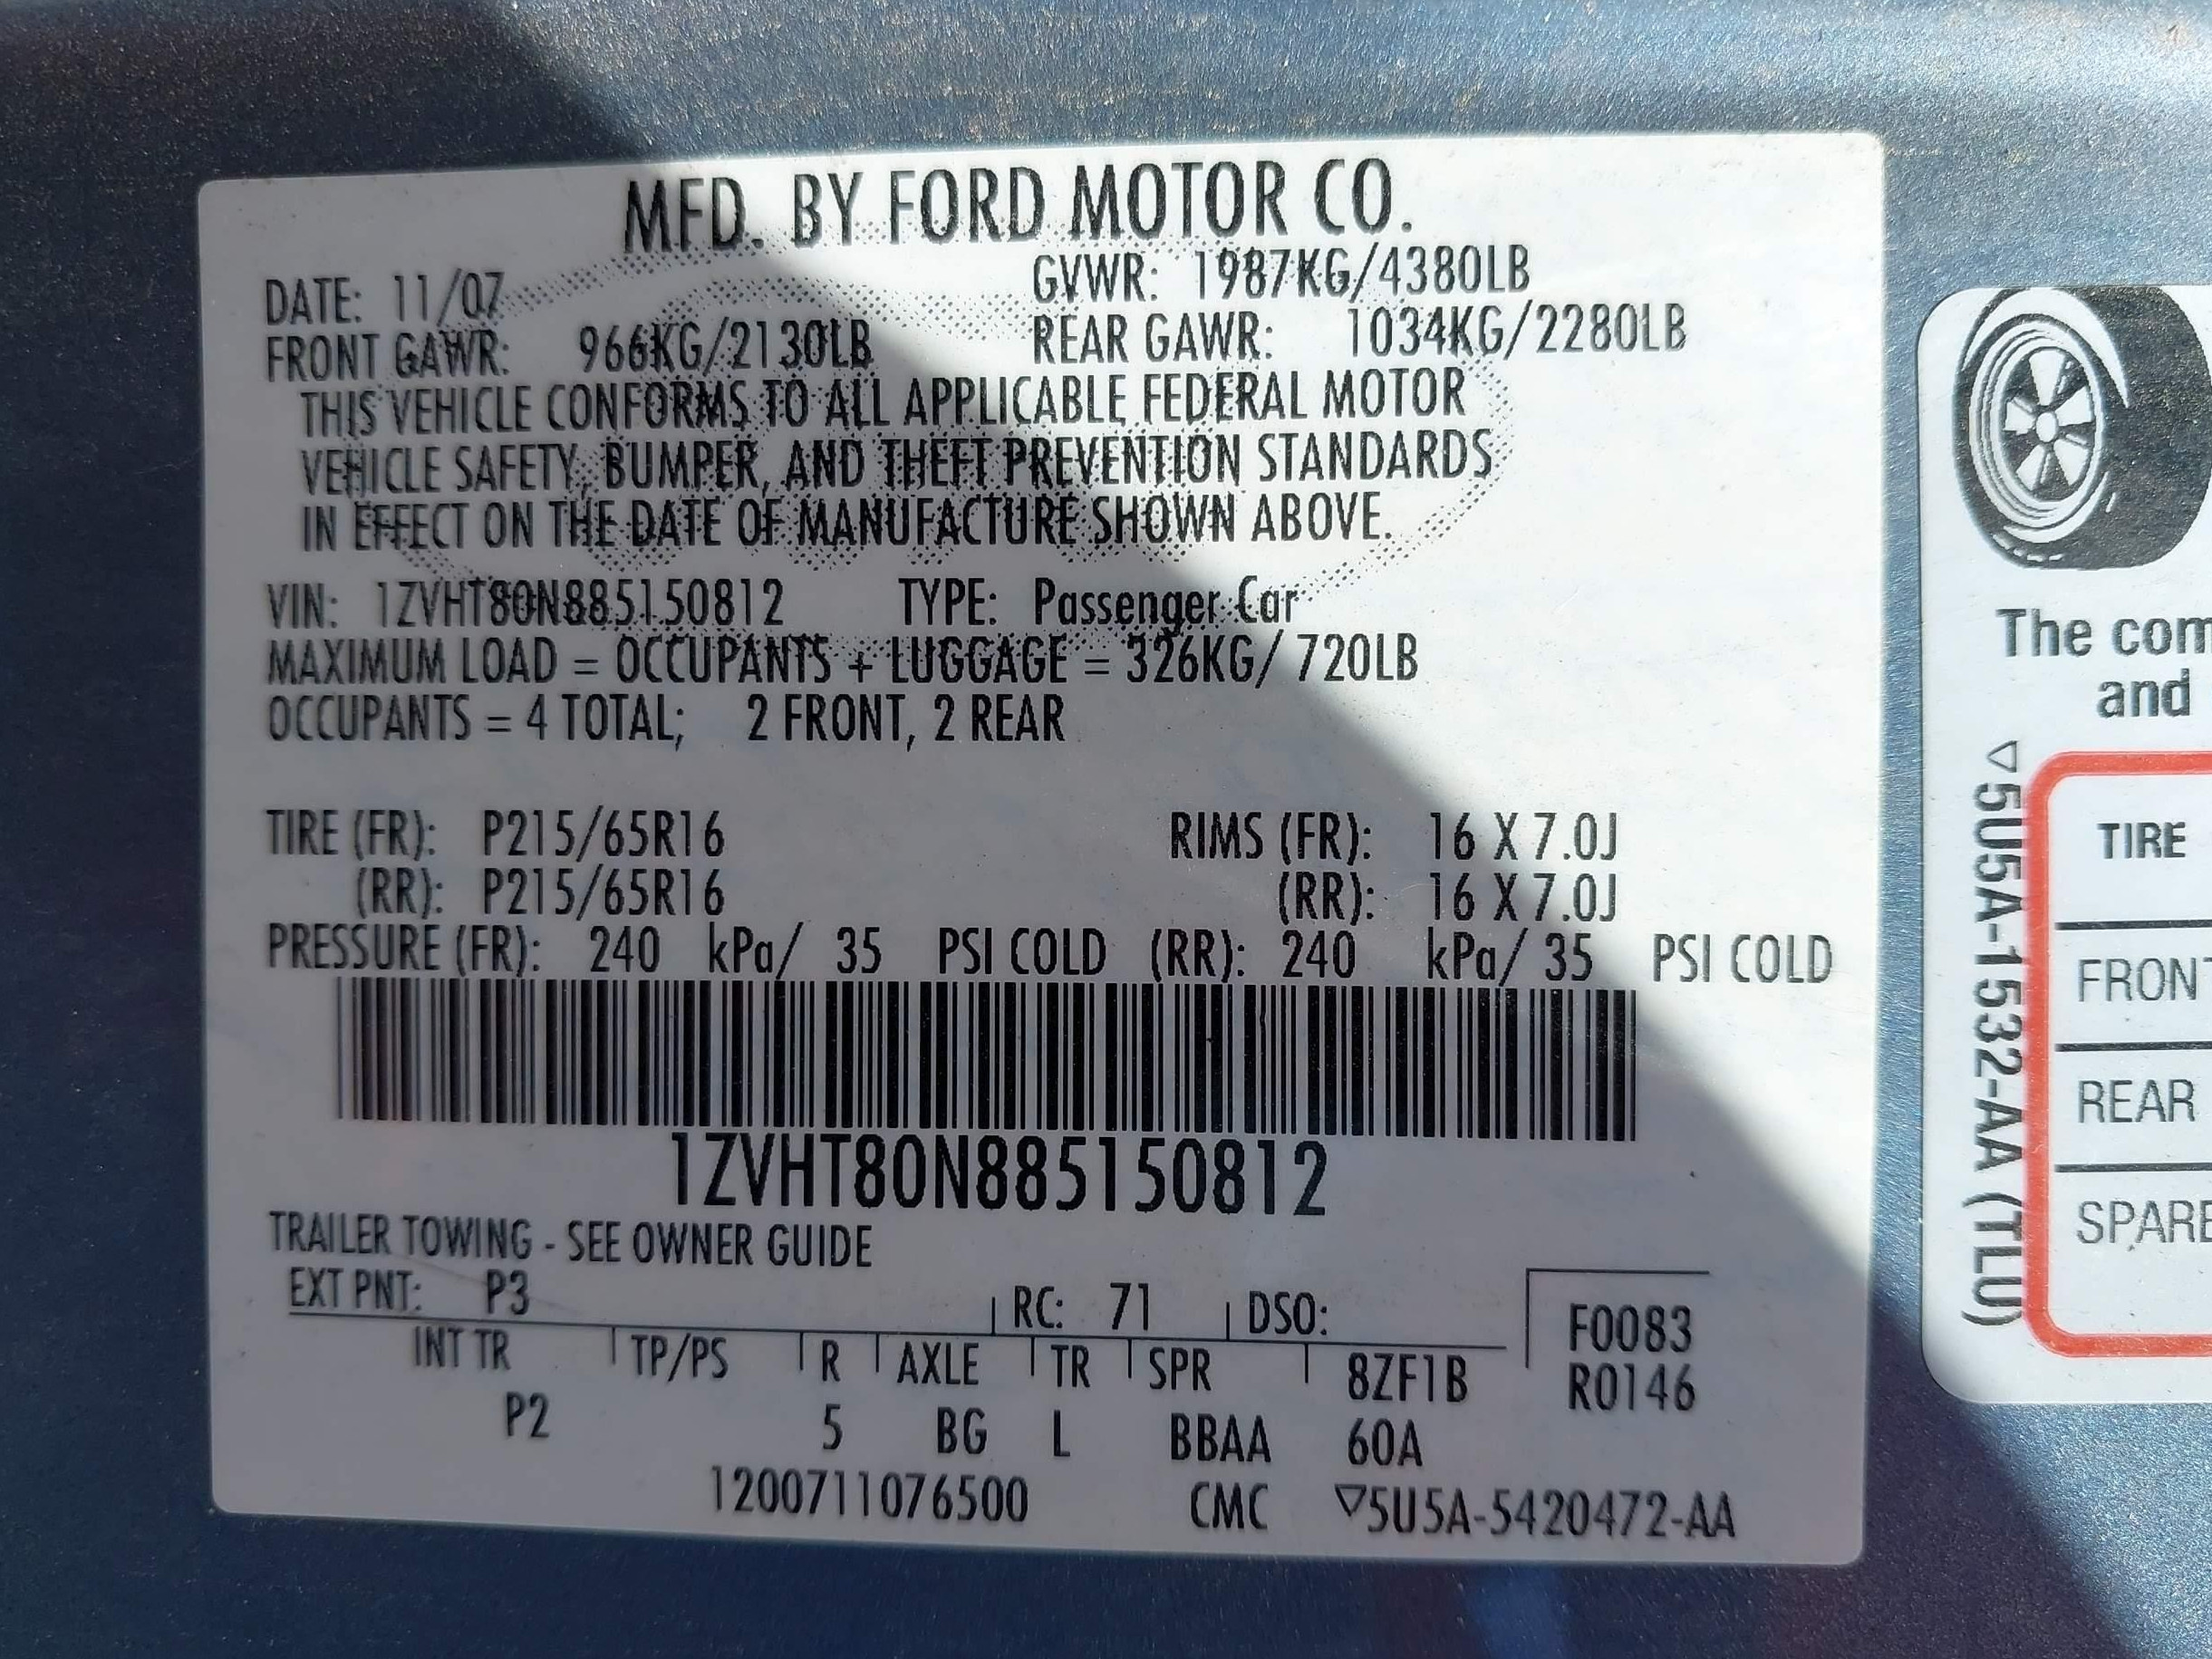 MFD. BY FORD MOTOR CO.
DATE: 11/07 GVWR: 1987KG/4380LB
FRONT GAWR: 966KG/2130LB REAR GAWR: 1034KG/2280LB
THIS VEHICLE CONFORMS TO ALL APPLICABLE FEDERAL MOTOR
VEHICLE SAFETY, BUMPER, AND THEFT PREVENTION STANDARDS
IN EFFECT ON THE DATE OF MANUFACTURE SHOWN ABOVE.
VIN: 1ZVHT80N885150812 TYPE: Passenger Car
MAXIMUM LOAD = OCCUPANTS + LUGGAGE = 326KG/ 720LB
OCCUPANTS = 4 TOTAL; 2 FRONT, 2 REAR
TIRE (FR): P215/65R16 RIMS (FR): 16 X 7.0J
(RR): P215/65R16 (RR): 16 X 7.0J
PRESSURE (FR): 240 kPa/ 35 PSI COLD (RR): 240 kPa/ 35 PSI COLD
1ZVHT80N885150812
TRAILER TOWING - SEE OWNER GUIDE
EXT PNT: P3 RC: 71 DSO: F0083
INT TR TP/PS R AXLE TR SPR 8ZF1B R0146
P2 5 BG L BBAA 60A
1200711076500 CMC ▽5U5A-5420472-AA
The com
and
▽5U5A-1532-AA (TLU)
TIRE
FRONT
REAR
SPARE